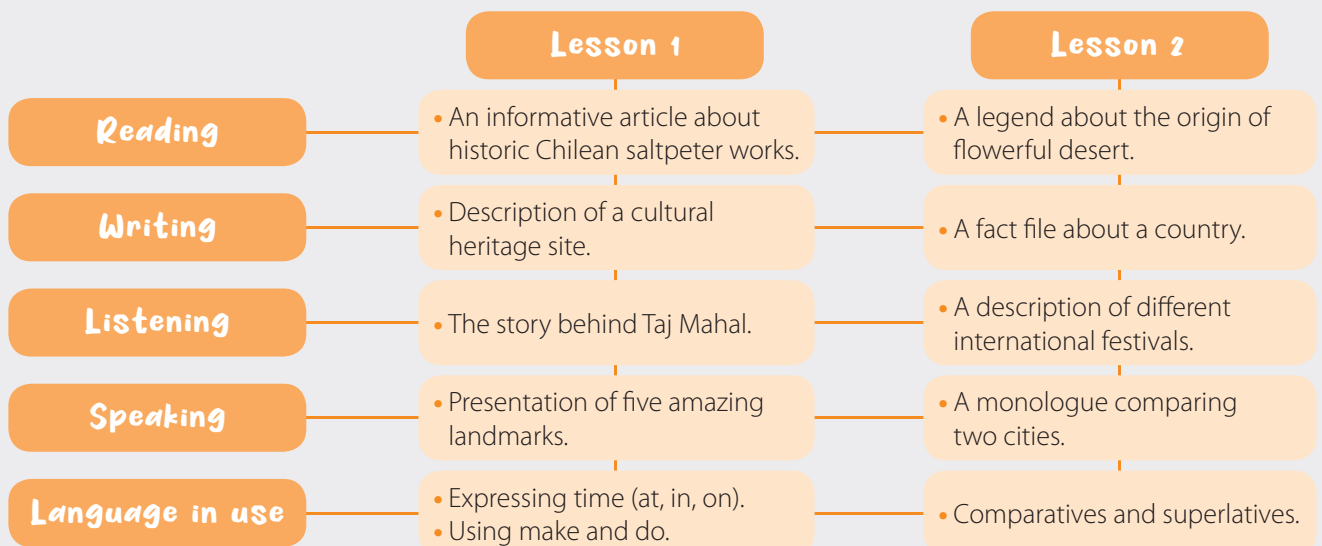 Lesson 1
Lesson 2
Reading
• An informative article about
historic Chilean saltpeter works.
• A legend about the origin of
flowerful desert.
Writing
• Description of a cultural
heritage site.
• A fact file about a country.
Listening
• The story behind Taj Mahal.
• A description of different
international festivals.
Speaking
• Presentation of five amazing
landmarks.
• A monologue comparing
two cities.
Language in use
• Expressing time (at, in, on).
• Using make and do.
• Comparatives and superlatives.